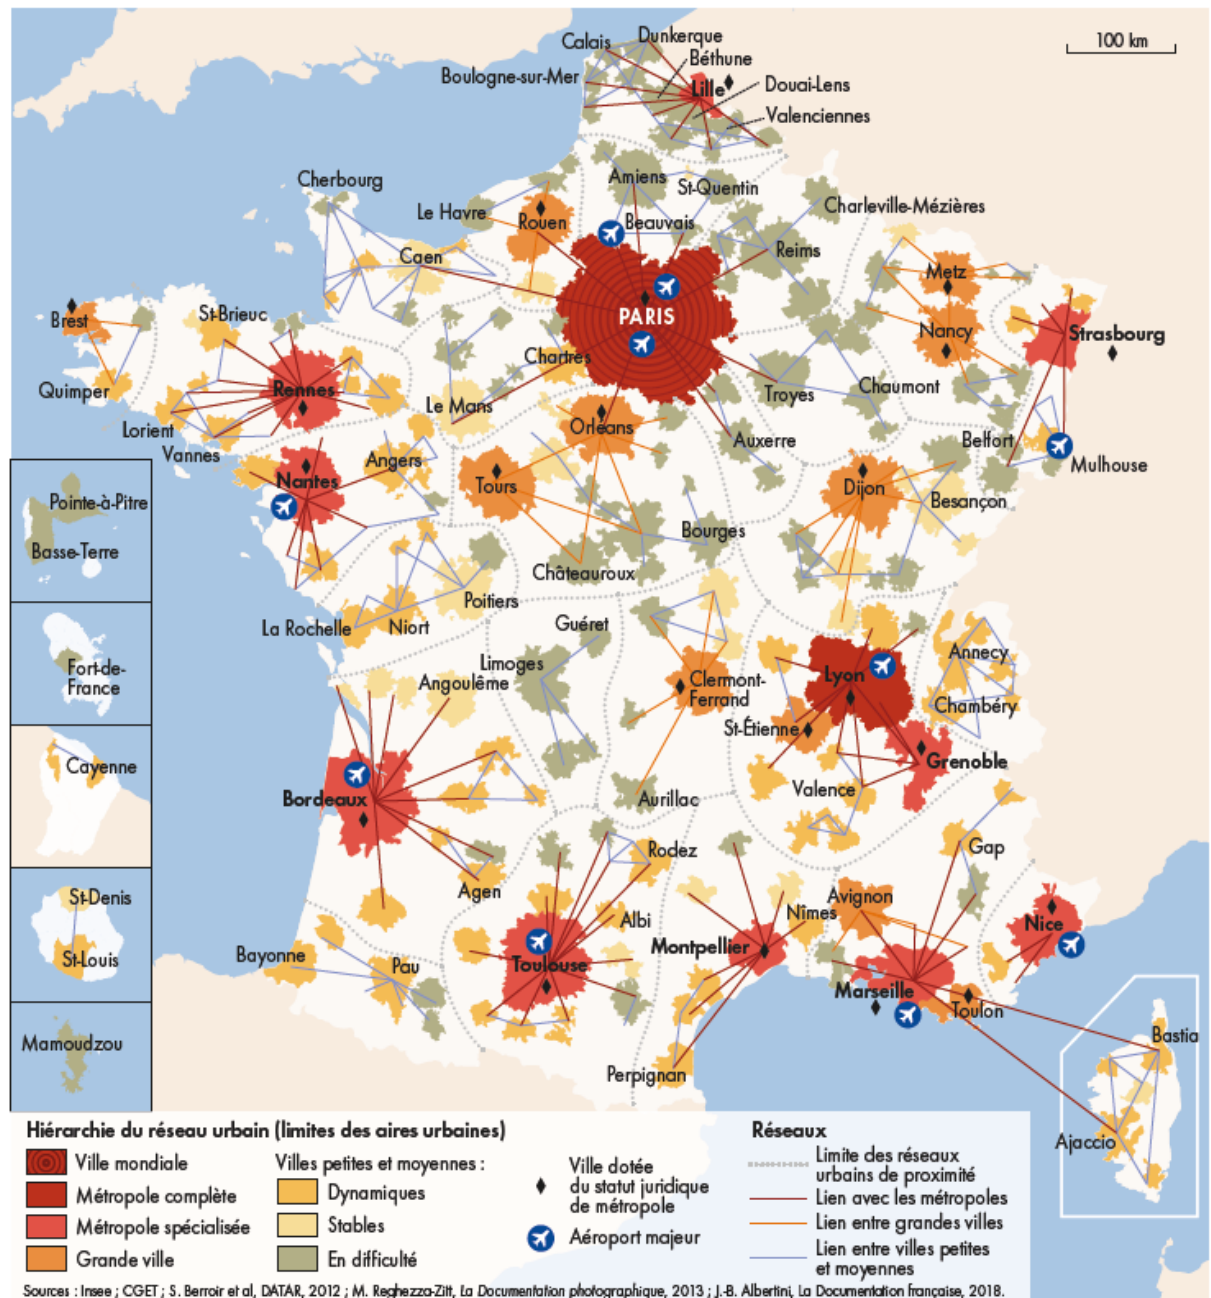 100 km
Calais
Dunkerque
Béthune
Boulogne-sur-Mer
Lille
Douai-Lens
Valenciennes
Cherbourg
Amiens
St-Quentin
Charleville-Mézières
Le Havre
Rouen
Beauvais
Reims
Caen
Metz
Brest
St-Brieuc
PARIS
Nancy
Strasbourg
Chartres
Quimper
Rennes
Le Mans
Troyes
Chaumont
Lorient
Orléans
Auxerre
Belfort
Vannes
Angers
Mulhouse
Nantes
Tours
Dijon
Besançon
Pointe-à-Pitre
Basse-Terre
Bourges
Châteauroux
La Rochelle
Niort
Poitiers
Guéret
Limoges
Annecy
Fort-de-
France
Angoulême
Clermont-
Ferrand
Lyon
Chambéry
St-Étienne
Grenoble
Cayenne
Bordeaux
Aurillac
Valence
Rodez
Gap
Agen
St-Denis
Albi
Nîmes
Avignon
Nice
St-Louis
Bayonne
Pau
Toulouse
Montpellier
Marseille
Toulon
Mamoudzou
Perpignan
Bastia
Ajaccio
Hiérarchie du réseau urbain (limites des aires urbaines)
Ville mondiale
Métropole complète
Métropole spécialisée
Grande ville
Villes petites et moyennes :
Dynamiques
Stables
En difficulté
Ville dotée
du statut juridique
de métropole
Aéroport majeur
Réseaux
Limite des réseaux
urbains de proximité
Lien avec les métropoles
Lien entre grandes villes
Lien entre villes petites
et moyennes
Sources : Insee ; CGET ; S. Berroir et al, DATAR, 2012 ; M. Reghezza-Zitt, La Documentation photographique, 2013 ; J.-B. Albertini, La Documentation française, 2018.